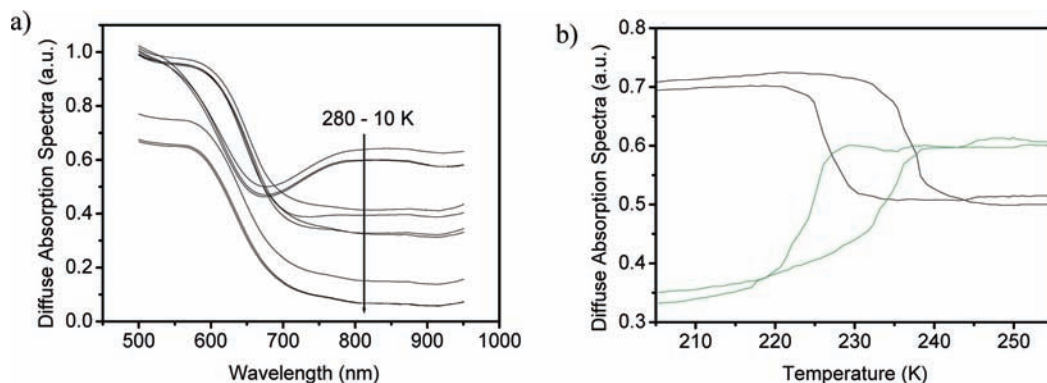 a)
Diffuse Absorption Spectra (a.u.)
1.0
0.8
0.6
0.4
0.2
0.0
280 - 10 K
500 600 700 800 900 1000
Wavelength (nm)
b)
Diffuse Absorption Spectra (a.u.)
0.8
0.7
0.6
0.5
0.4
0.3
210 220 230 240 250
Temperature (K)